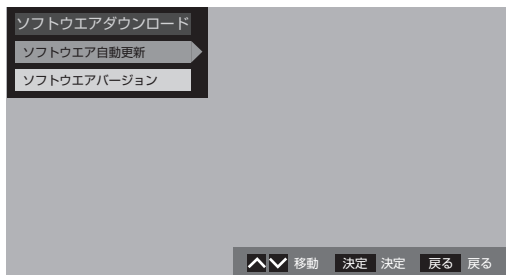 ソフトウエアダウンロード
ソフトウエア自動更新
ソフトウエアバージョン
移動 決定 決定 戻る 戻る